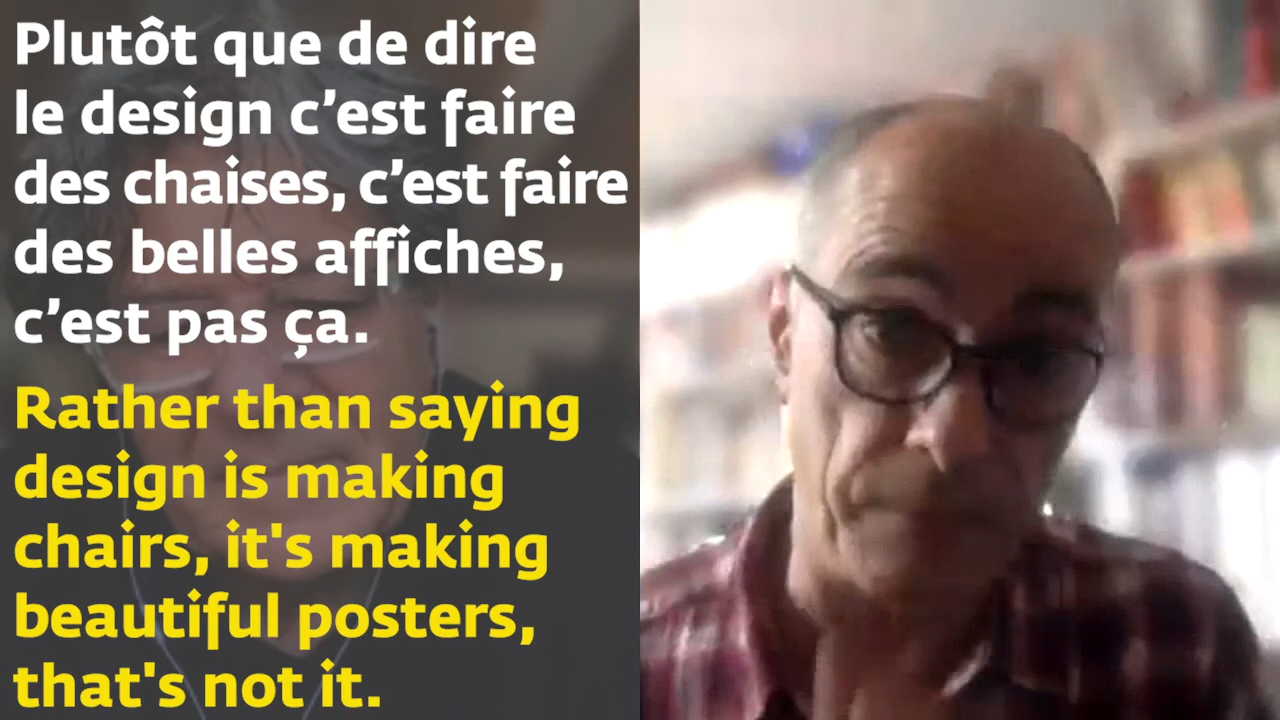 Plutôt que de dire
le design c’est faire
des chaises, c’est faire
des belles affiches,
c’est pas ça.
Rather than saying
design is making
chairs, it's making
beautiful posters,
that's not it.